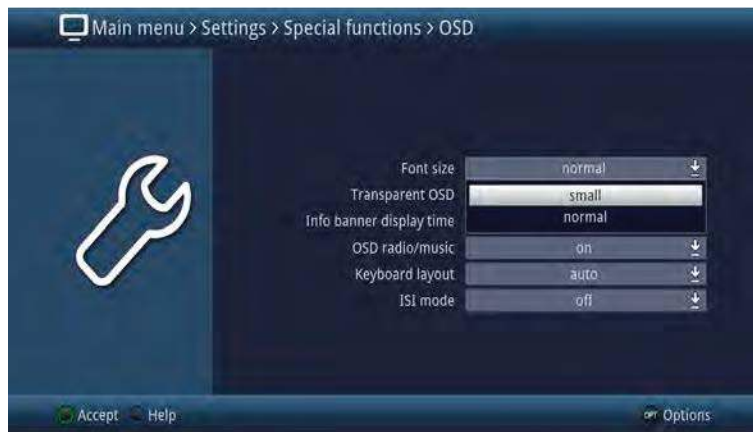 Main menu > Settings > Special functions > OSD
Font size normal
Transparent OSD small
Info banner display time normal
OSD radio/music on
Keyboard layout auto
ISI mode off
Accept Help OPT Options